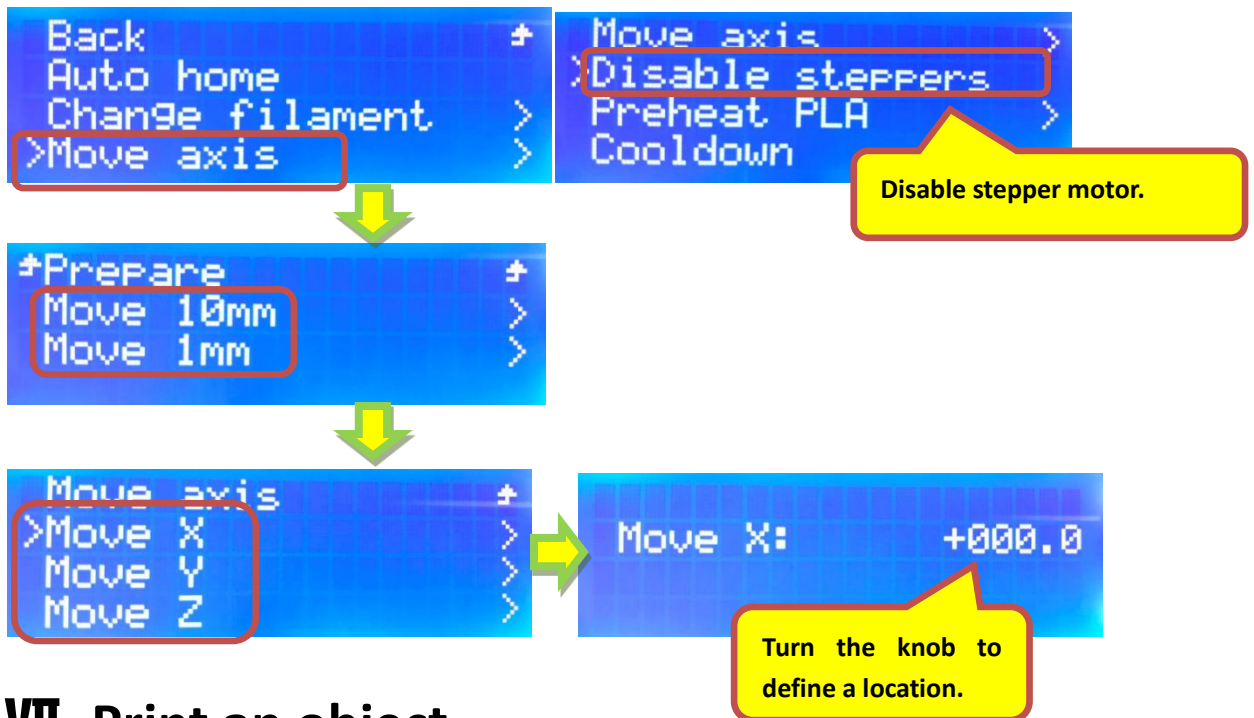 Back
Auto home
Change filament >
>Move axis >
Move axis >
>Disable steppers
Preheat PLA >
Cooldown
Disable stepper motor.
Prepare
Move 10mm >
Move 1mm >
Move axis
>Move X >
Move Y >
Move Z >
Move X: +000.0
Turn the knob to
define a location.
Ⅶ Print an object